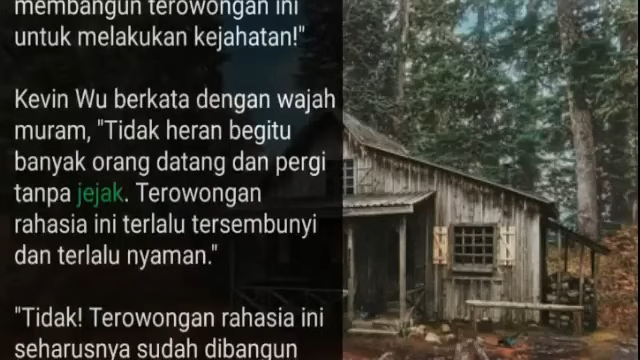 membangun terowongan ini
untuk melakukan kejahatan!"
Kevin Wu berkata dengan wajah
muram, "Tidak heran begitu
banyak orang datang dan pergi
tanpa jejak. Terowongan
rahasia ini terlalu tersembunyi
dan terlalu nyaman."
"Tidak! Terowongan rahasia ini
seharusnya sudah dibangun